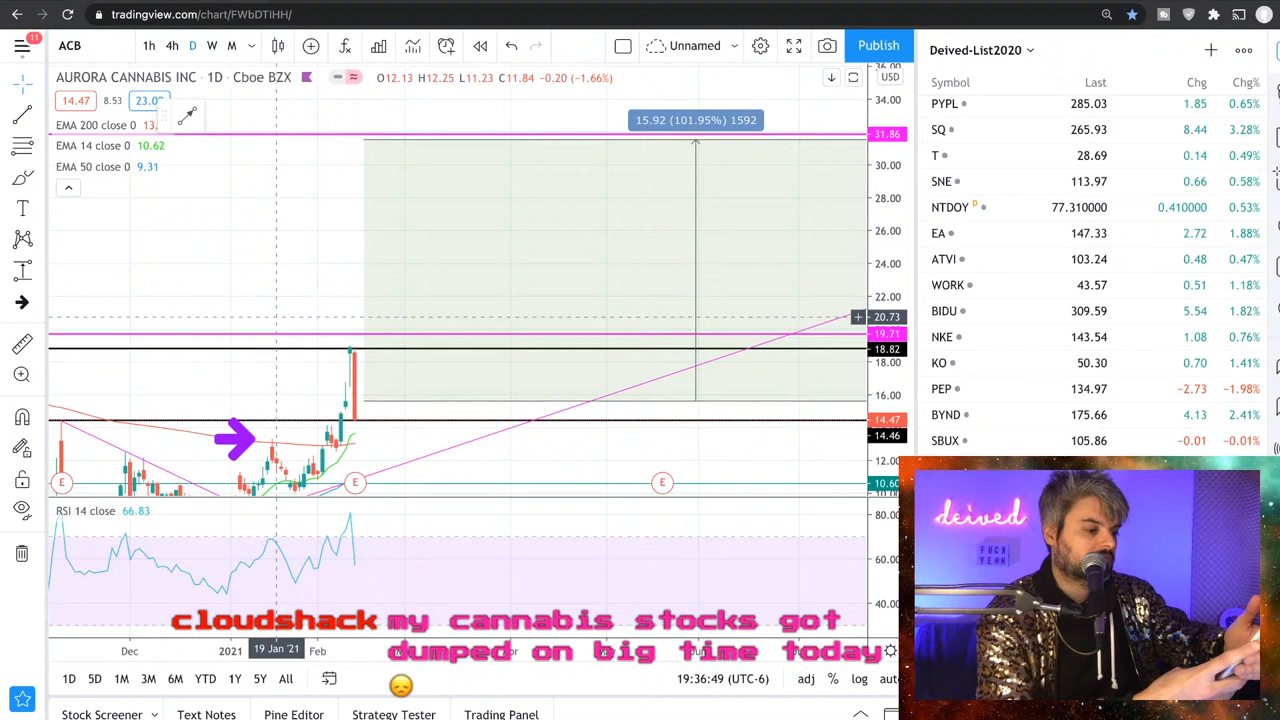 tradingview.com/chart/FWbDTIHH/
11
ACB
1h 4h D W M
Unnamed
Publish
Deived-List2020
AURORA CANNABIS INC · 1D · Cboe BZX
O12.13 H12.25 L11.23 C11.84 −0.20 (−1.66%)
USD
14.47 8.53
EMA 200 close 0
EMA 14 close 0 10.62
EMA 50 close 0 9.31
15.92 (101.95%) 1592
34.00
31.86
30.00
28.00
26.00
24.00
22.00
20.73
19.71
18.82
18.00
16.00
14.47
14.46
12.00
E E E
RSI 14 close 66.83
60.00
Dec 2021 19 Jan '21 Feb
1D 5D 1M 3M 6M YTD 1Y 5Y All
19:36:49 (UTC-6) adj % log
Stock Screener Text Notes Pine Editor Strategy Tester Trading Panel
Symbol Last Chg Chg%
PYPL 285.03 1.85 0.65%
SQ 265.93 8.44 3.28%
T 28.69 0.14 0.49%
SNE 113.97 0.66 0.58%
NTDOY D 77.310000 0.410000 0.53%
EA 147.33 2.72 1.88%
ATVI 103.24 0.48 0.47%
WORK 43.57 0.51 1.18%
BIDU 309.59 5.54 1.82%
NKE 143.54 1.08 0.76%
KO 50.30 0.70 1.41%
PEP 134.97 −2.73 −1.98%
BYND 175.66 4.13 2.41%
SBUX 105.86 −0.01 −0.01%
deived
FUCK
YEAH
cloudshack my cannabis stocks got
dumped on big time today